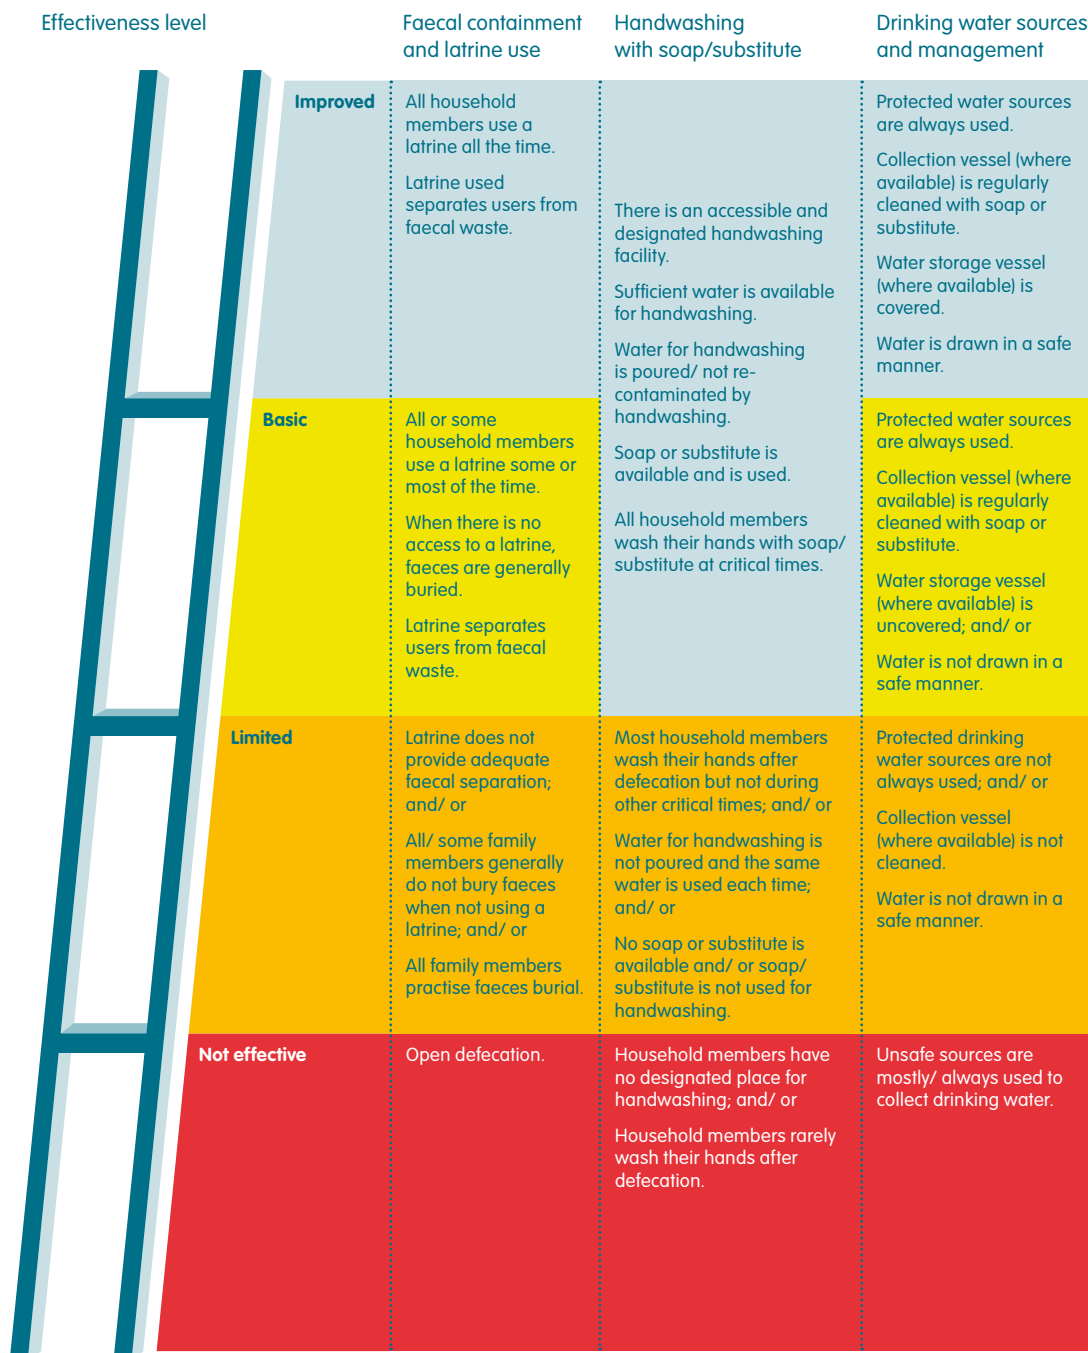 Effectiveness level
Faecal containment
and latrine use
Handwashing
with soap/substitute
Drinking water sources
and management
Improved
All household
members use a
latrine all the time.
Latrine used
separates users from
faecal waste.
There is an accessible and
designated handwashing
facility.
Sufficient water is available
for handwashing.
Water for handwashing
is poured/ not re-
contaminated by
handwashing.
Soap or substitute is
available and is used.
All household members
wash their hands with soap/
substitute at critical times.
Protected water sources
are always used.
Collection vessel (where
available) is regularly
cleaned with soap or
substitute.
Water storage vessel
(where available) is
covered.
Water is drawn in a safe
manner.
Basic
All or some
household members
use a latrine some or
most of the time.
When there is no
access to a latrine,
faeces are generally
buried.
Latrine separates
users from faecal
waste.
Protected water sources
are always used.
Collection vessel (where
available) is regularly
cleaned with soap or
substitute.
Water storage vessel
(where available) is
uncovered; and/ or
Water is not drawn in a
safe manner.
Limited
Latrine does not
provide adequate
faecal separation;
and/ or
All/ some family
members generally
do not bury faeces
when not using a
latrine; and/ or
All family members
practise faeces burial.
Most household members
wash their hands after
defecation but not during
other critical times; and/ or
Water for handwashing is
not poured and the same
water is used each time;
and/ or
No soap or substitute is
available and/ or soap/
substitute is not used for
handwashing.
Protected drinking
water sources are not
always used; and/ or
Collection vessel
(where available) is not
cleaned.
Water is not drawn in a
safe manner.
Not effective
Open defecation.
Household members have
no designated place for
handwashing; and/ or
Household members rarely
wash their hands after
defecation.
Unsafe sources are
mostly/ always used to
collect drinking water.